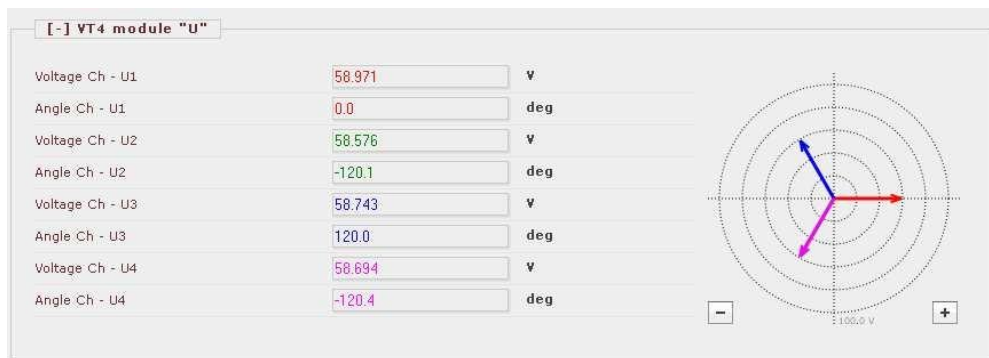 [-] VT4 module "U"
Voltage Ch - U1 58.971 V
Angle Ch - U1 0.0 deg
Voltage Ch - U2 58.576 V
Angle Ch - U2 -120.1 deg
Voltage Ch - U3 58.743 V
Angle Ch - U3 120.0 deg
Voltage Ch - U4 58.694 V
Angle Ch - U4 -120.4 deg
- +
100.0 V